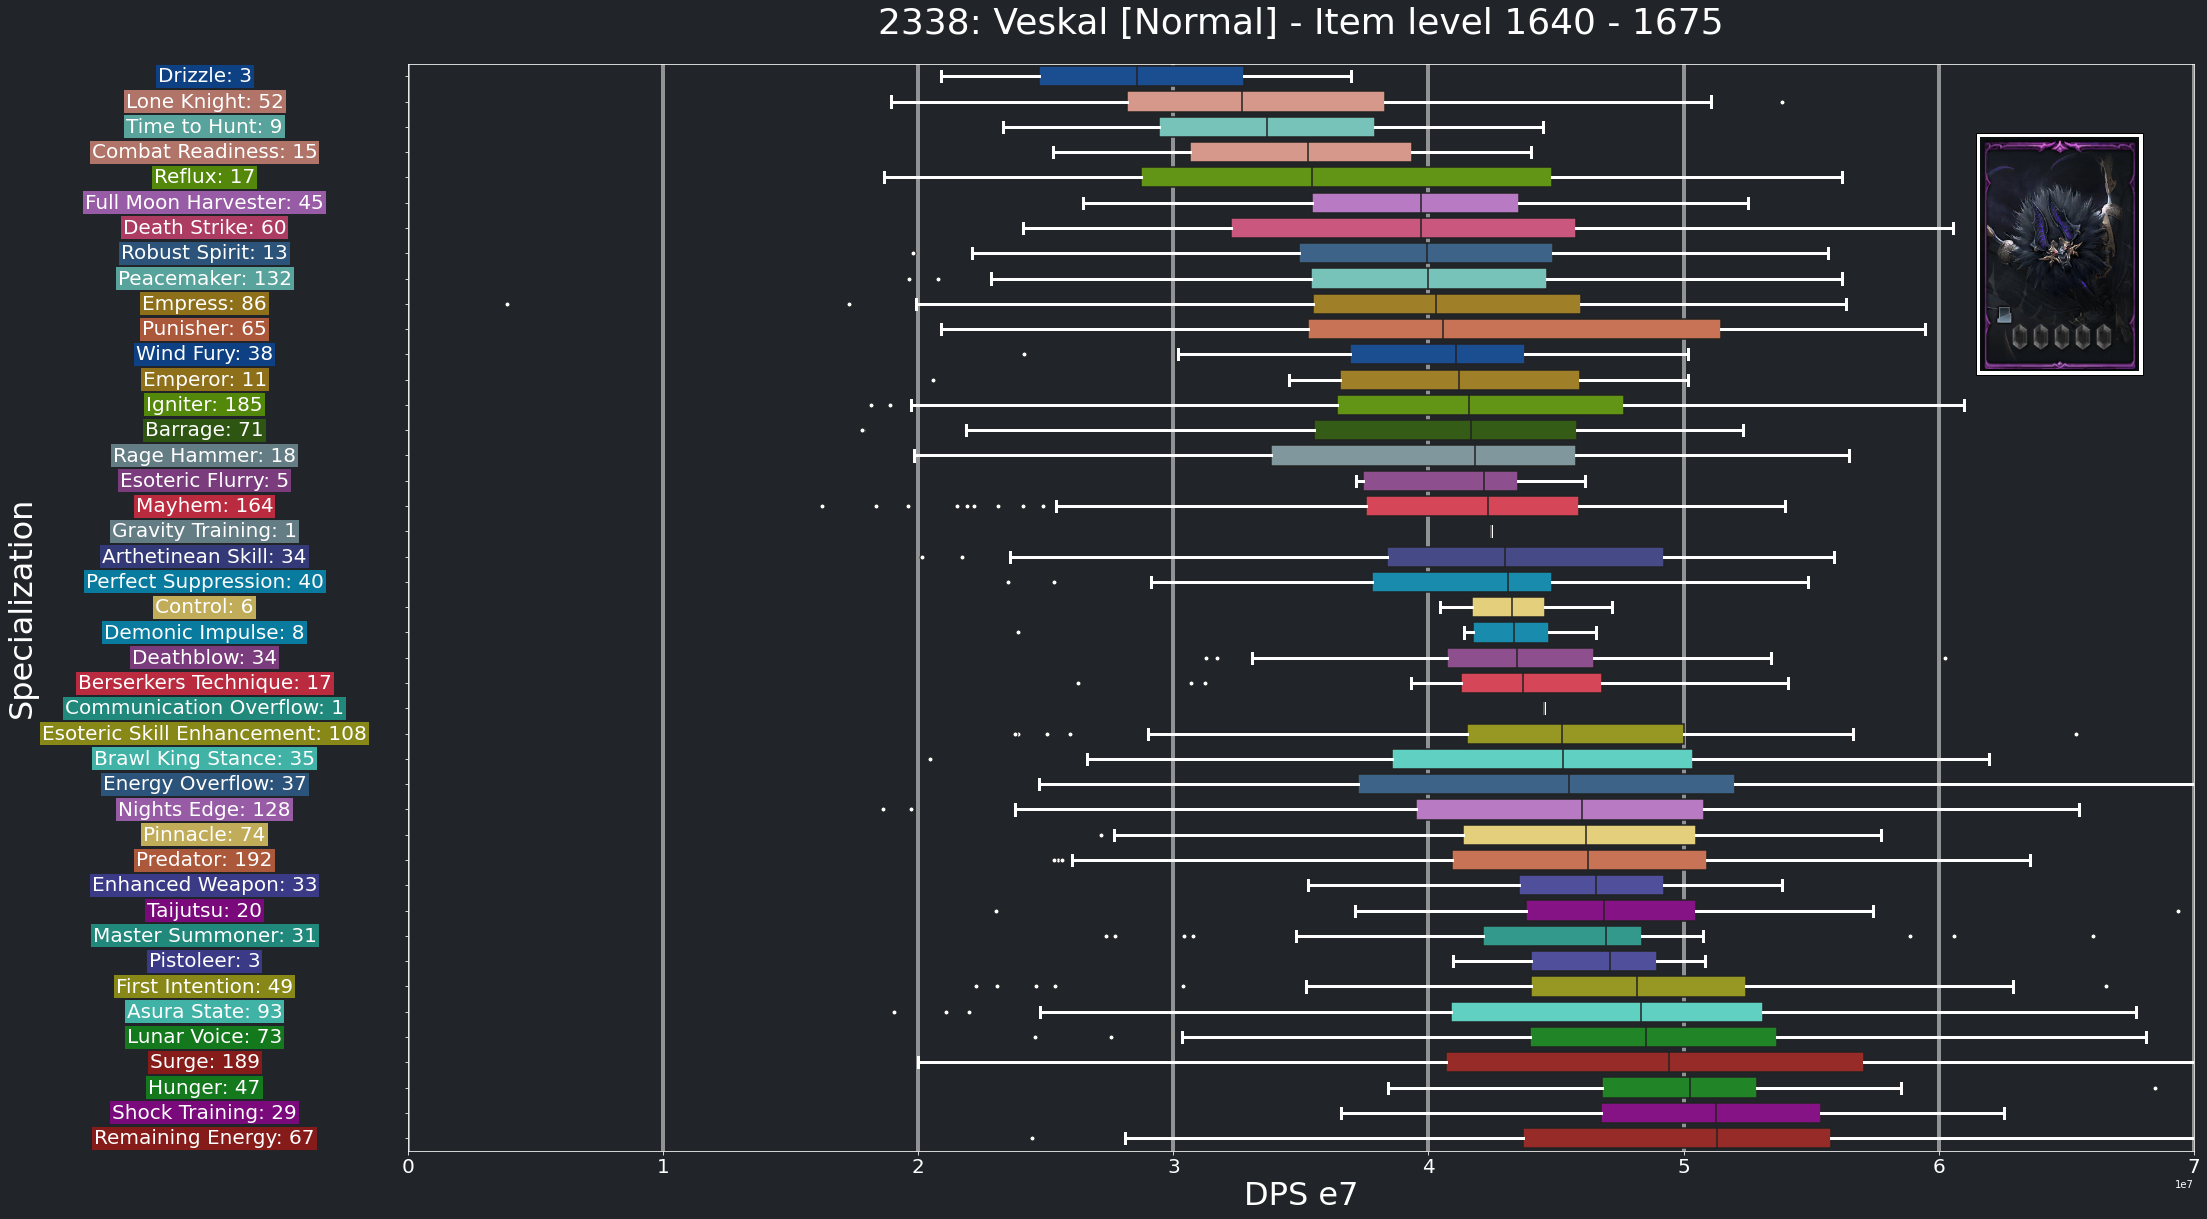 2338: Veskal [Normal] - Item level 1640 - 1675
Drizzle: 3
Lone Knight: 52
Time to Hunt: 9
Combat Readiness: 15
Reflux: 17
Full Moon Harvester: 45
Death Strike: 60
Robust Spirit: 13
Peacemaker: 132
Empress: 86
Punisher: 65
Wind Fury: 38
Emperor: 11
Igniter: 185
Barrage: 71
Rage Hammer: 18
Esoteric Flurry: 5
Mayhem: 164
Gravity Training: 1
Arthetinean Skill: 34
Perfect Suppression: 40
Control: 6
Demonic Impulse: 8
Deathblow: 34
Berserkers Technique: 17
Communication Overflow: 1
Esoteric Skill Enhancement: 108
Brawl King Stance: 35
Energy Overflow: 37
Nights Edge: 128
Pinnacle: 74
Predator: 192
Enhanced Weapon: 33
Taijutsu: 20
Master Summoner: 31
Pistoleer: 3
First Intention: 49
Asura State: 93
Lunar Voice: 73
Surge: 189
Hunger: 47
Shock Training: 29
Remaining Energy: 67
Specialization
0 1 2 3 4 5 6 7
1e7
DPS e7